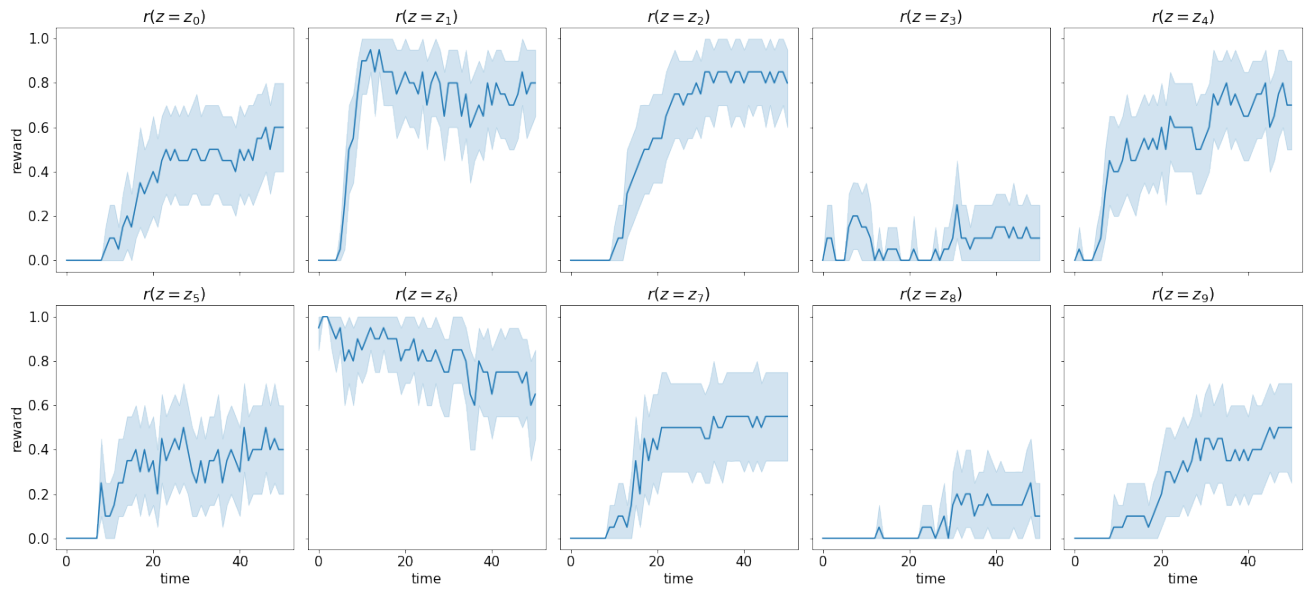 r(z = z₀) r(z = z₁) r(z = z₂) r(z = z₃) r(z = z₄)
1.0
0.8
0.6
0.4
0.2
0.0
reward
20 40
r(z = z₅) r(z = z₆) r(z = z₇) r(z = z₈) r(z = z₉)
1.0
0.8
0.6
0.4
0.2
0.0
reward
0 20 40 0 20 40 0 20 40 0 20 40 0 20 40
time time time time time